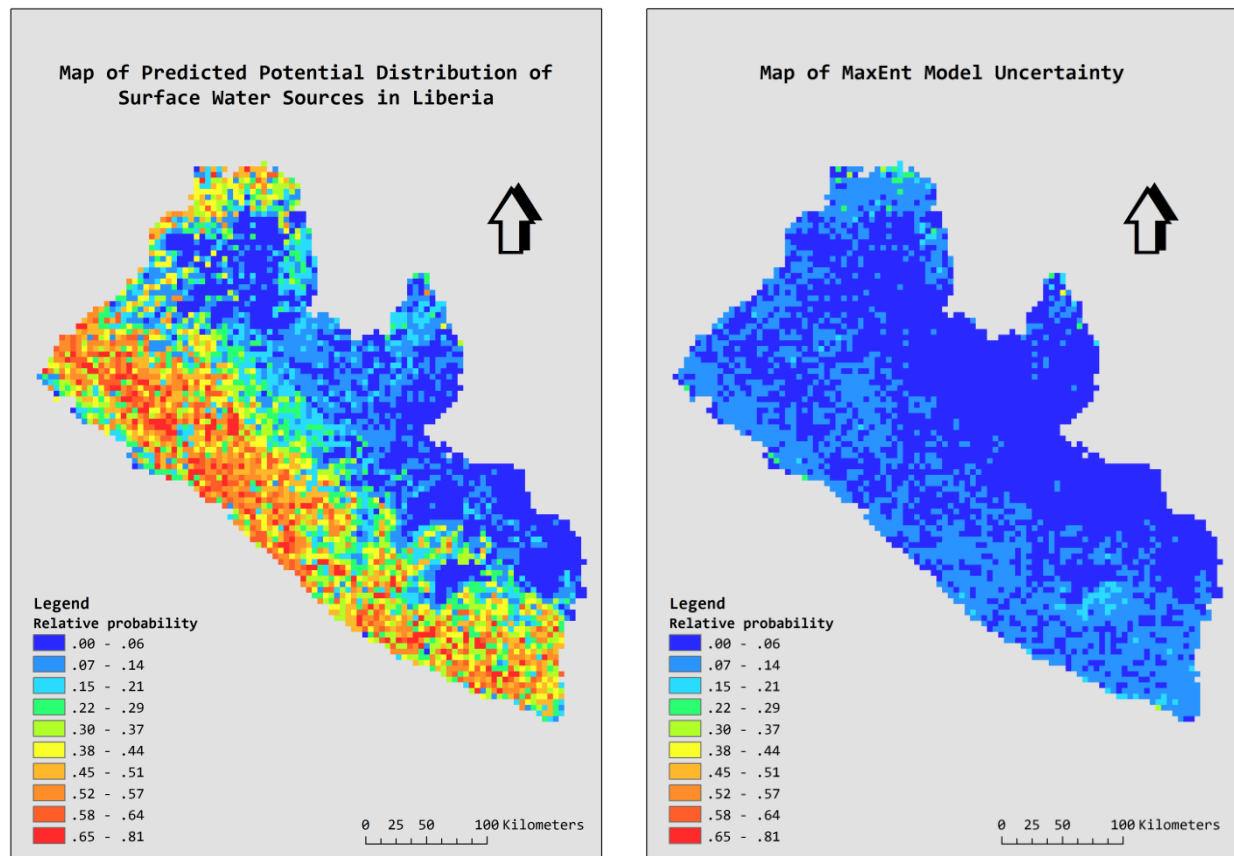 Map of Predicted Potential Distribution of
Surface Water Sources in Liberia
Legend
Relative probability
.00 - .06
.07 - .14
.15 - .21
.22 - .29
.30 - .37
.38 - .44
.45 - .51
.52 - .57
.58 - .64
.65 - .81
0 25 50 100 Kilometers
Map of MaxEnt Model Uncertainty
Legend
Relative probability
.00 - .06
.07 - .14
.15 - .21
.22 - .29
.30 - .37
.38 - .44
.45 - .51
.52 - .57
.58 - .64
.65 - .81
0 25 50 100 Kilometers